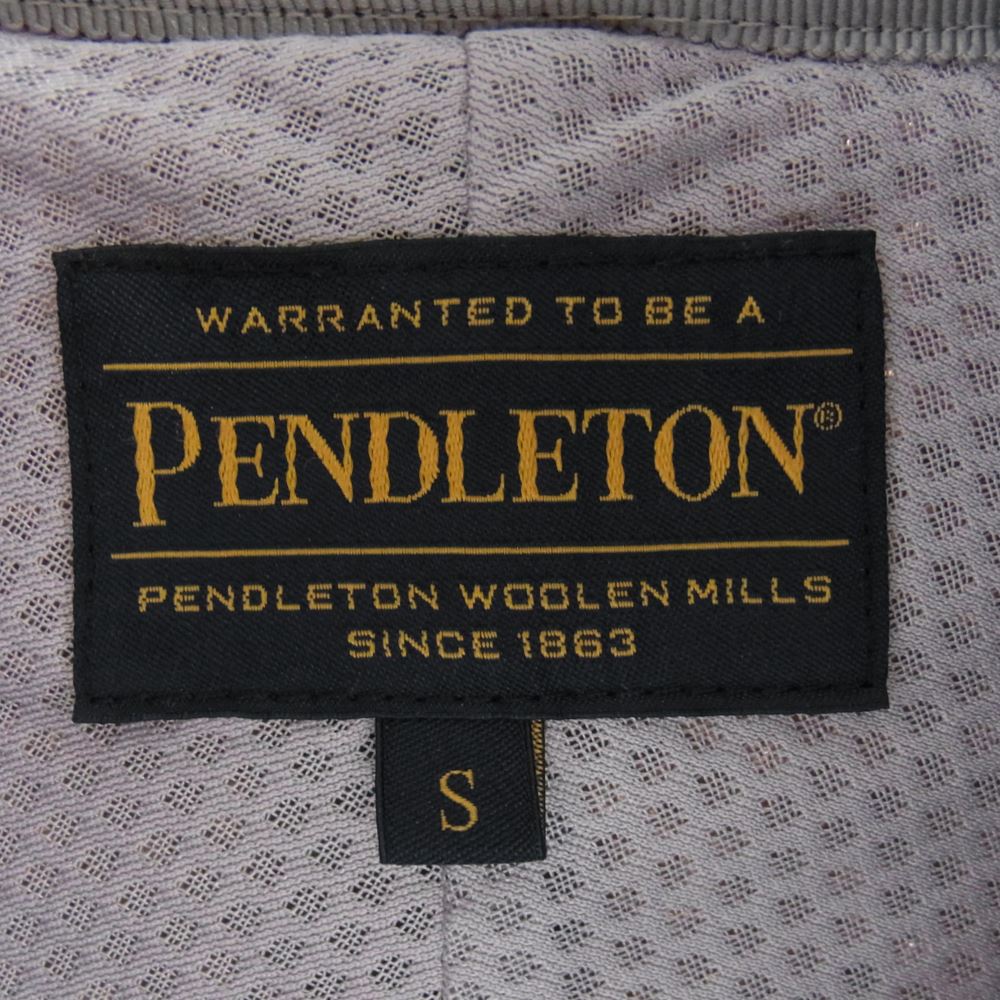 WARRANTED TO BE A
PENDLETON®
PENDLETON WOOLEN MILLS
SINCE 1863
S